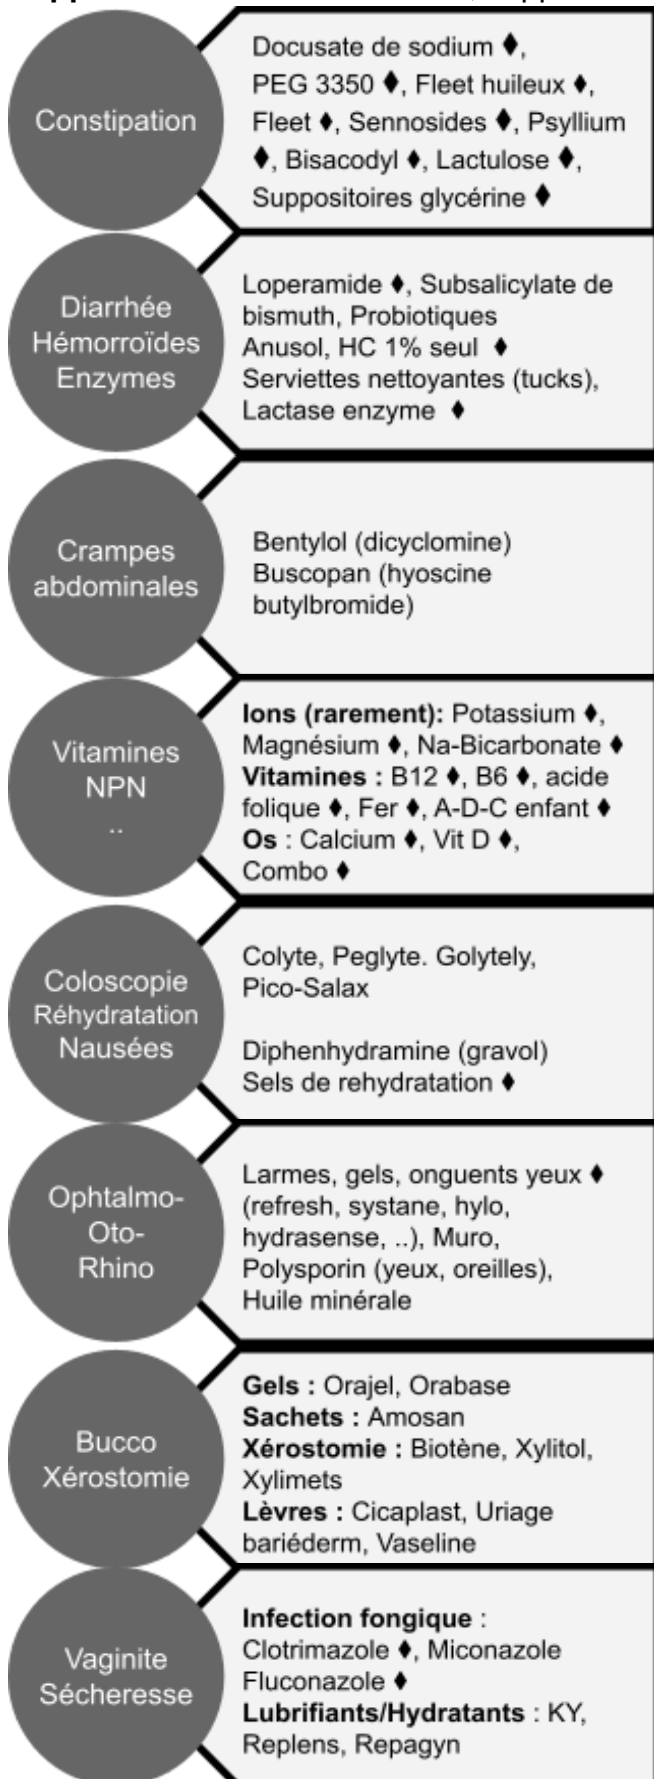 Constipation
Docusate de sodium ♦,
PEG 3350 ♦, Fleet huileux ♦,
Fleet ♦, Sennosides ♦, Psyllium
♦, Bisacodyl ♦, Lactulose ♦,
Suppositoires glycérine ♦
Diarrhée
Hémorroïdes
Enzymes
Loperamide ♦, Subsalicylate de
bismuth, Probiotiques
Anusol, HC 1% seul ♦
Serviettes nettoyantes (tucks),
Lactase enzyme ♦
Crampes
abdominales
Bentylol (dicyclomine)
Buscopan (hyoscine
butylbromide)
Vitamines
NPN
..
Ions (rarement): Potassium ♦,
Magnésium ♦, Na-Bicarbonate ♦
Vitamines : B12 ♦, B6 ♦, acide
folique ♦, Fer ♦, A-D-C enfant ♦
Os : Calcium ♦, Vit D ♦,
Combo ♦
Coloscopie
Réhydratation
Nausées
Colyte, Peglyte. Golytely,
Pico-Salax
Diphenhydramine (gravol)
Sels de rehydratation ♦
Ophtalmo-
Oto-
Rhino
Larmes, gels, onguents yeux ♦
(refresh, systane, hylo,
hydrasense, ..), Muro,
Polysporin (yeux, oreilles),
Huile minérale
Bucco
Xérostomie
Gels : Orajel, Orabase
Sachets : Amosan
Xérostomie : Biotène, Xylitol,
Xylimets
Lèvres : Cicaplast, Uriage
bariéderm, Vaseline
Vaginite
Sécheresse
Infection fongique :
Clotrimazole ♦, Miconazole
Fluconazole ♦
Lubrifiants/Hydratants : KY,
Replens, Repagyn